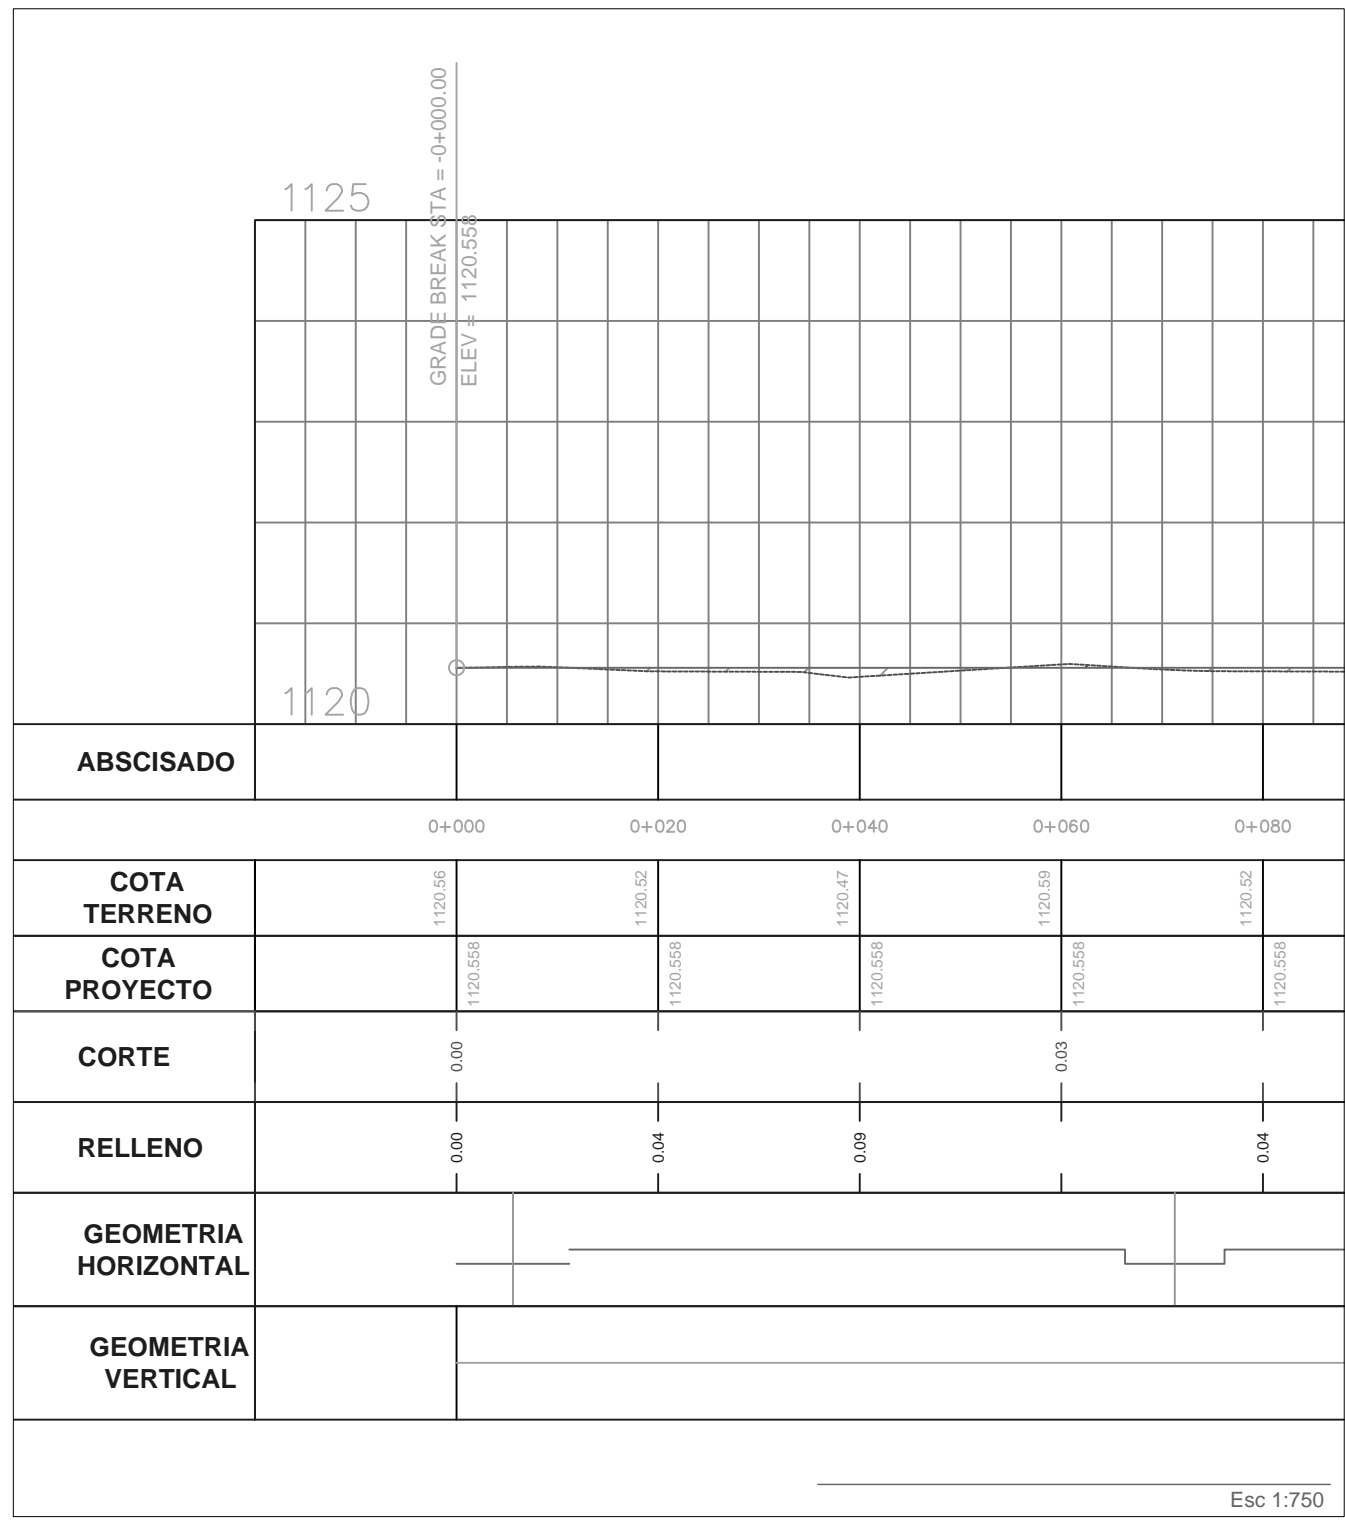 GRADE BREAK STA = -0+000.00
ELEV = 1120.558
1125
1120
ABSCISADO
0+000 0+020 0+040 0+060 0+080
COTA
TERRENO
1120.56 1120.52 1120.47 1120.59 1120.52
COTA
PROYECTO
1120.558 1120.558 1120.558 1120.558 1120.558
CORTE
0.00 0.03
RELLENO
0.00 0.04 0.09 0.04
GEOMETRIA
HORIZONTAL
GEOMETRIA
VERTICAL
Esc 1:750